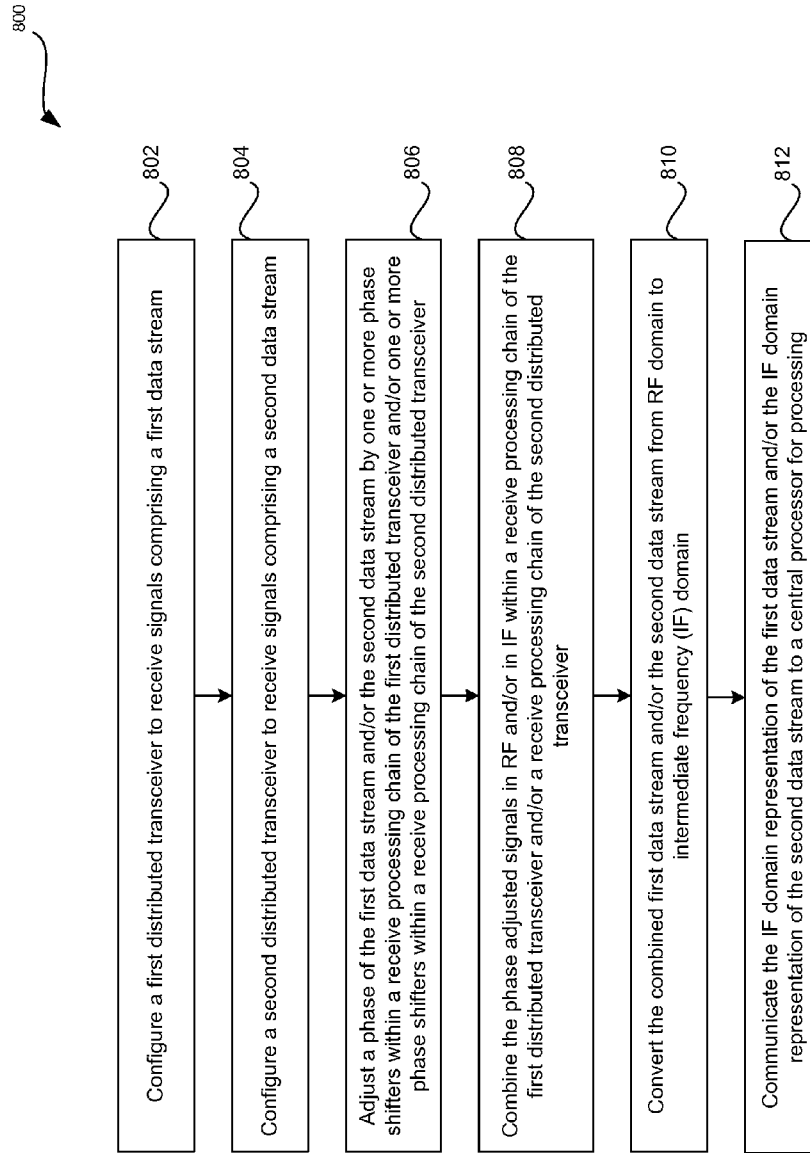 800
Configure a first distributed transceiver to receive signals comprising a first data stream
802
Configure a second distributed transceiver to receive signals comprising a second data stream
804
Adjust a phase of the first data stream and/or the second data stream by one or more phase
shifters within a receive processing chain of the first distributed transceiver and/or one or more
phase shifters within a receive processing chain of the second distributed transceiver
806
Combine the phase adjusted signals in RF and/or in IF within a receive processing chain of the
first distributed transceiver and/or a receive processing chain of the second distributed
transceiver
808
Convert the combined first data stream and/or the second data stream from RF domain to
intermediate frequency (IF) domain
810
Communicate the IF domain representation of the first data stream and/or the IF domain
representation of the second data stream to a central processor for processing
812